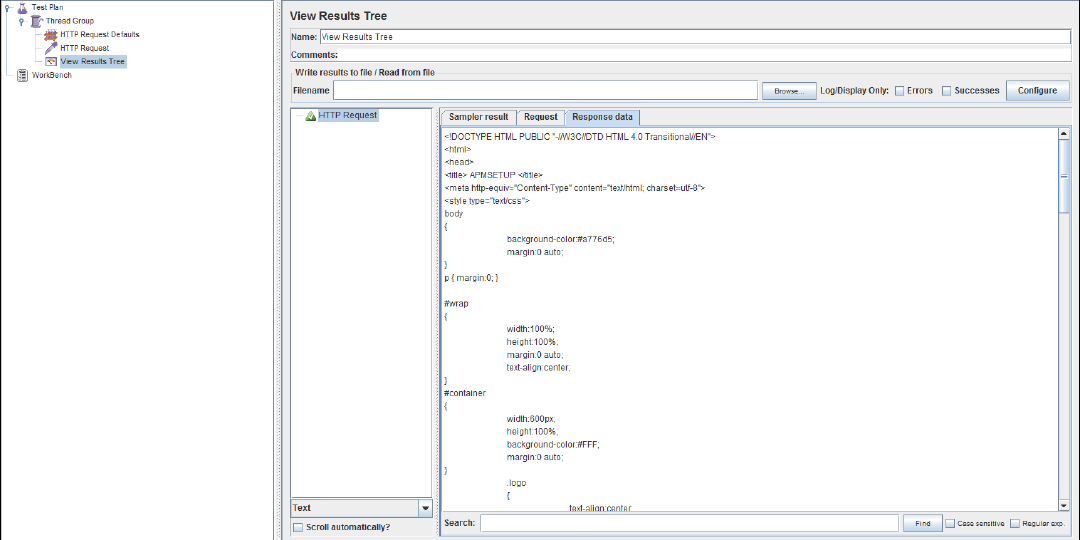 Test Plan
Thread Group
HTTP Request Defaults
HTTP Request
View Results Tree
WorkBench
View Results Tree
Name: View Results Tree
Comments:
Write results to file / Read from file
Filename Browse... Log/Display Only: Errors Successes Configure
HTTP Request
Text
Scroll automatically?
Sampler result Request Response data
<!DOCTYPE HTML PUBLIC "-//W3C//DTD HTML 4.0 Transitional//EN">
<html>
<head>
<title> APMSETUP </title>
<meta http-equiv="Content-Type" content="text/html; charset=utf-8">
<style type="text/css">
body
{
background-color:#a776d5;
margin:0 auto;
}
p { margin:0; }
#wrap
{
width:100%;
height:100%;
margin:0 auto;
text-align:center;
}
#container
{
width:600px;
height:100%;
background-color:#FFF;
margin:0 auto;
}
.logo
{
text-align:center
Search: Find Case sensitive Regular exp.